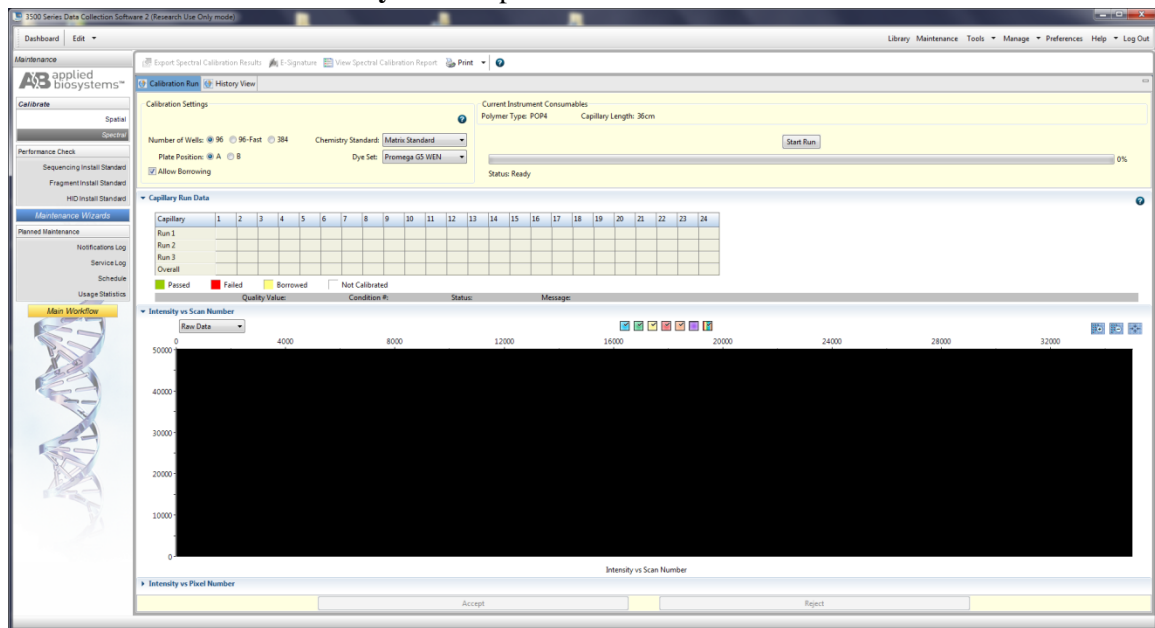 3500 Series Data Collection Software 2 (Research Use Only mode)
Dashboard Edit
Library Maintenance Tools Manage Preferences Help Log Out
Maintenance
Export Spectral Calibration Results E-Signature View Spectral Calibration Report Print
AB applied biosystems™
Calibration Run History View
Calibrate
Spatial
Spectral
Performance Check
Sequencing Install Standard
Fragment Install Standard
HID Install Standard
Maintenance Wizards
Planned Maintenance
Notifications Log
Service Log
Schedule
Usage Statistics
Main Workflow
Calibration Settings
Number of Wells: 96 96-Fast 384 Chemistry Standard: Matrix Standard
Plate Position: A B Dye Set: Promega G5 WEN
Allow Borrowing
Current Instrument Consumables
Polymer Type: POP4 Capillary Length: 36cm
Start Run
0%
Status: Ready
Capillary Run Data
Capillary 1 2 3 4 5 6 7 8 9 10 11 12 13 14 15 16 17 18 19 20 21 22 23 24
Run 1
Run 2
Run 3
Overall
Passed Failed Borrowed Not Calibrated
Quality Value: Condition #: Status: Message:
Intensity vs Scan Number
Raw Data
0 4000 8000 12000 16000 20000 24000 28000 32000
50000
40000
30000
20000
10000
0
Intensity vs Scan Number
Intensity vs Pixel Number
Accept Reject